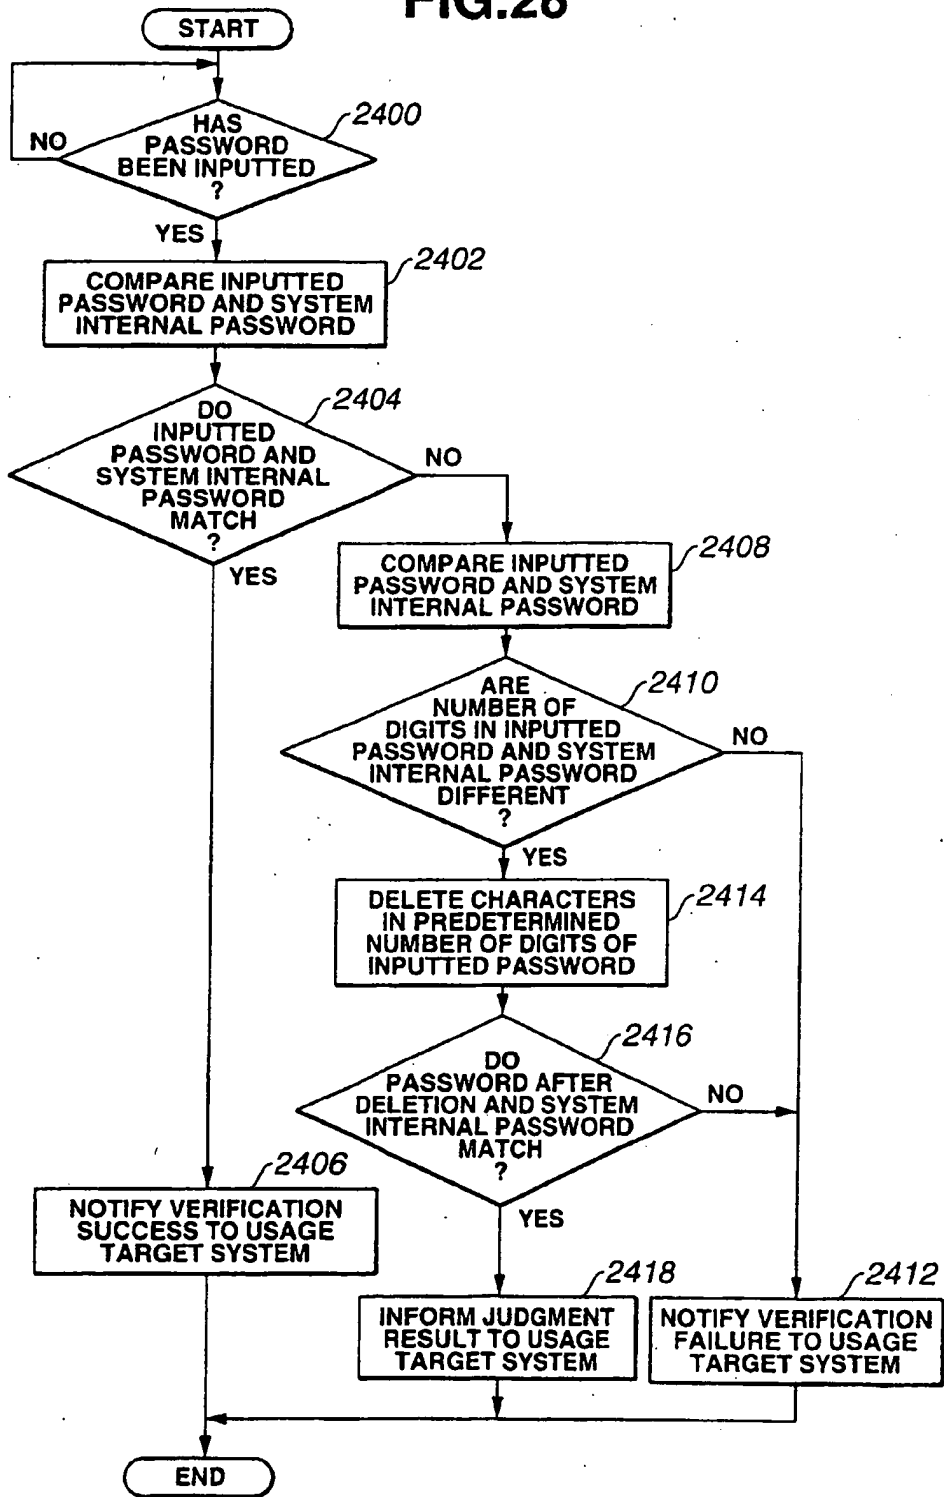 FIG.26
START
2400
HAS
PASSWORD
BEEN INPUTTED
?
NO
YES
2402
COMPARE INPUTTED
PASSWORD AND SYSTEM
INTERNAL PASSWORD
2404
DO
INPUTTED
PASSWORD AND
SYSTEM INTERNAL
PASSWORD
MATCH
?
NO
YES
2408
COMPARE INPUTTED
PASSWORD AND SYSTEM
INTERNAL PASSWORD
2410
ARE
NUMBER OF
DIGITS IN INPUTTED
PASSWORD AND SYSTEM
INTERNAL PASSWORD
DIFFERENT
?
NO
YES
2414
DELETE CHARACTERS
IN PREDETERMINED
NUMBER OF DIGITS OF
INPUTTED PASSWORD
2416
DO
PASSWORD AFTER
DELETION AND SYSTEM
INTERNAL PASSWORD
MATCH
?
NO
YES
2406
NOTIFY VERIFICATION
SUCCESS TO USAGE
TARGET SYSTEM
2418
INFORM JUDGMENT
RESULT TO USAGE
TARGET SYSTEM
2412
NOTIFY VERIFICATION
FAILURE TO USAGE
TARGET SYSTEM
END